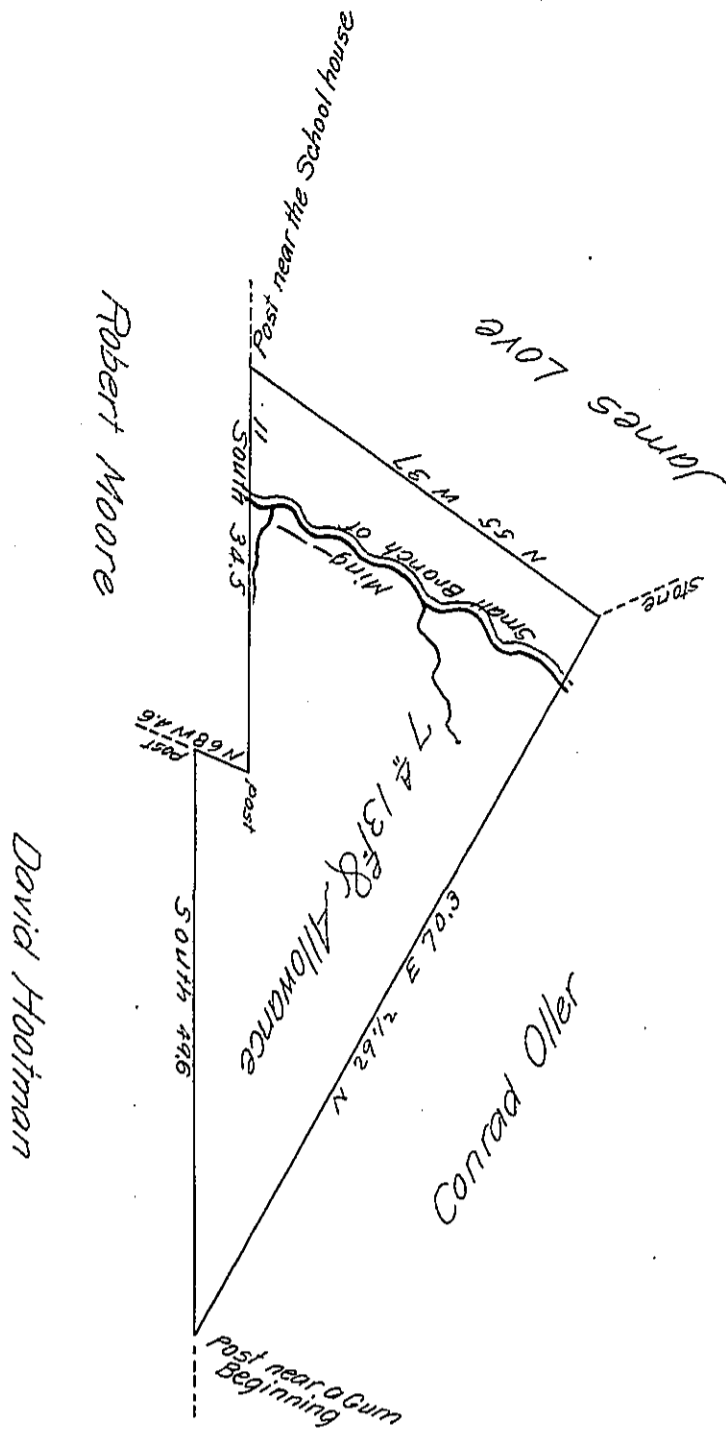 Post near the School house
James Love
Robert Moore
.11
South 34.5
N 55 W 37
Stone
Small Branch of
Ming
N 68 W 4.6
Post
Post
7 A 13 P & Allowance
N 29 1/2 E 70.3
Conrad Oller
South 49.6
David Hootman
Post near a Gum
Beginning